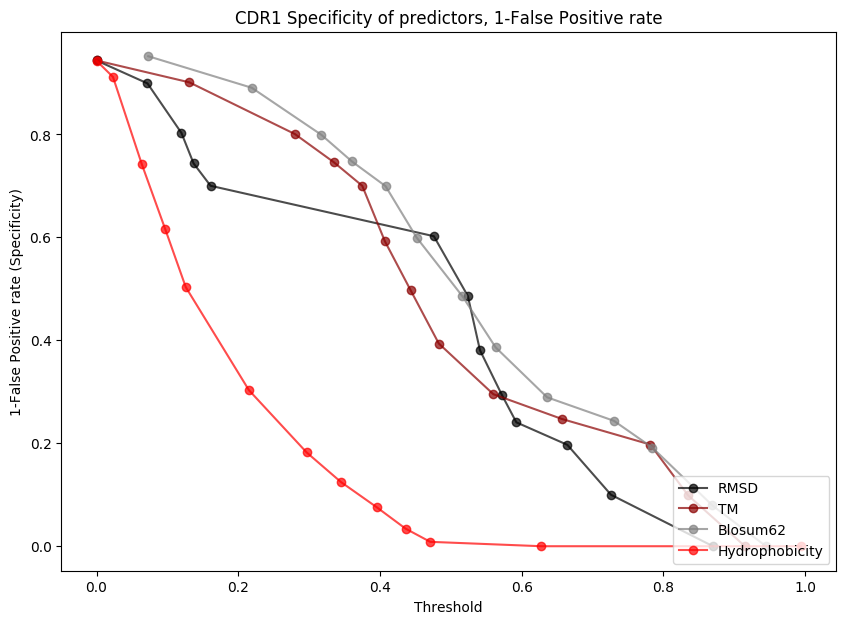 CDR1 Specificity of predictors, 1-False Positive rate
1-False Positive rate (Specificity)
0.8
0.6
0.4
0.2
0.0
RMSD
TM
Blosum62
Hydrophobicity
0.0 0.2 0.4 0.6 0.8 1.0
Threshold